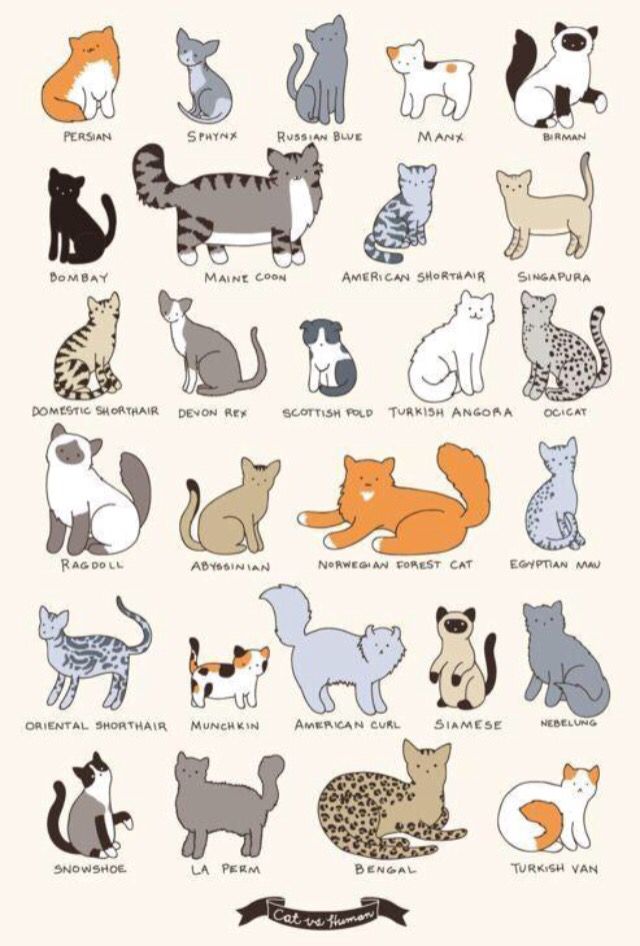 PERSIAN SPHYNX RUSSIAN BLUE MANX BIRMAN
BOMBAY MAINE COON AMERICAN SHORTHAIR SINGAPURA
DOMESTIC SHORTHAIR DEVON REX SCOTTISH FOLD TURKISH ANGORA OCICAT
RAGDOLL ABYSSINIAN NORWEGIAN FOREST CAT EGYPTIAN MAU
ORIENTAL SHORTHAIR MUNCHKIN AMERICAN CURL SIAMESE NEBELUNG
SNOWSHOE LA PERM BENGAL TURKISH VAN
Cat vs Human